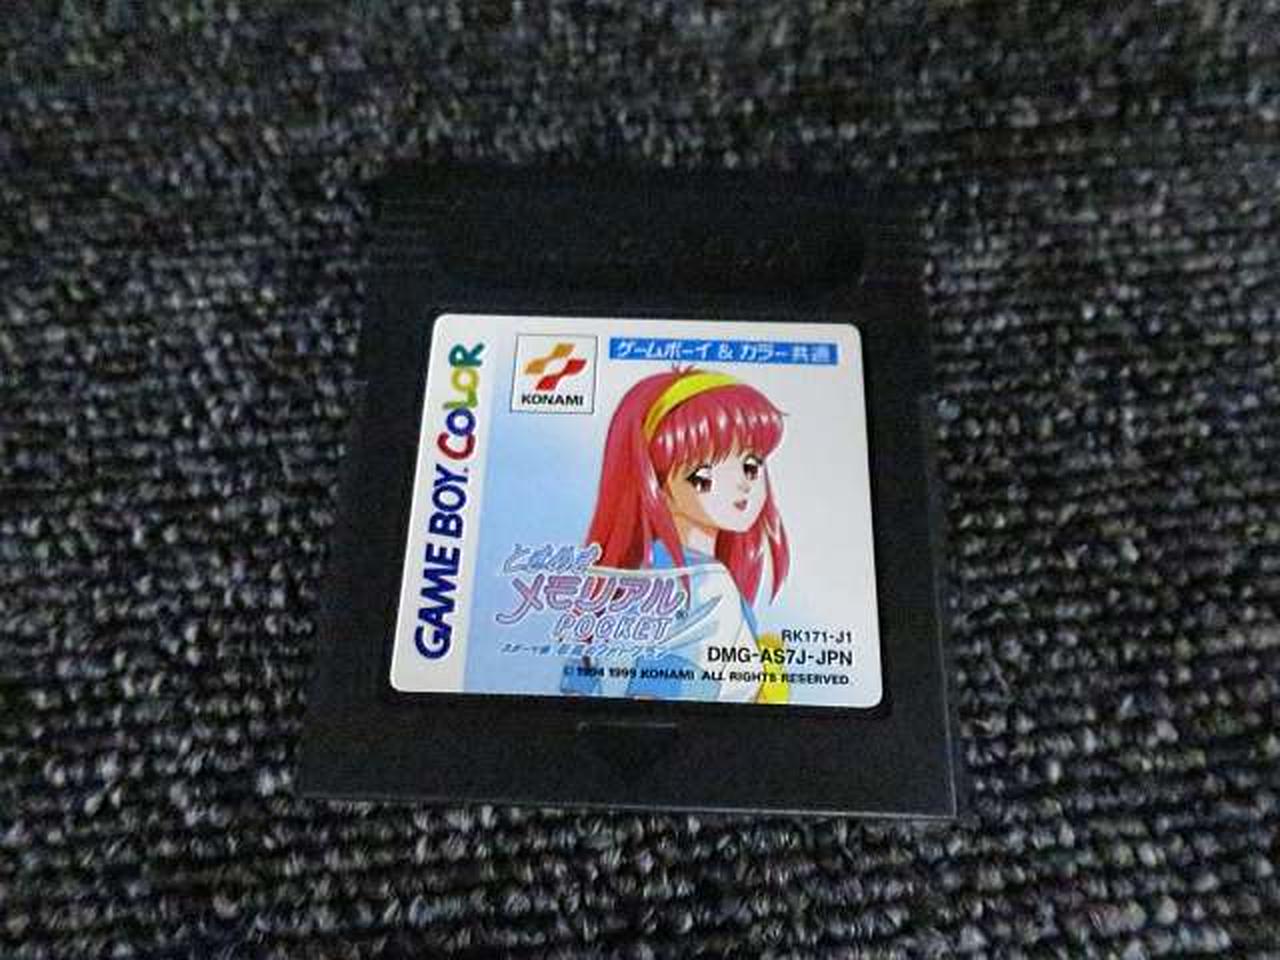 GAME BOY COLOR
KONAMI
ゲームボーイ & カラー共通
ときめき
メモリアル
POCKET
RK171-J1
DMG-AS7J-JPN
© 1994 1999 KONAMI ALL RIGHTS RESERVED.